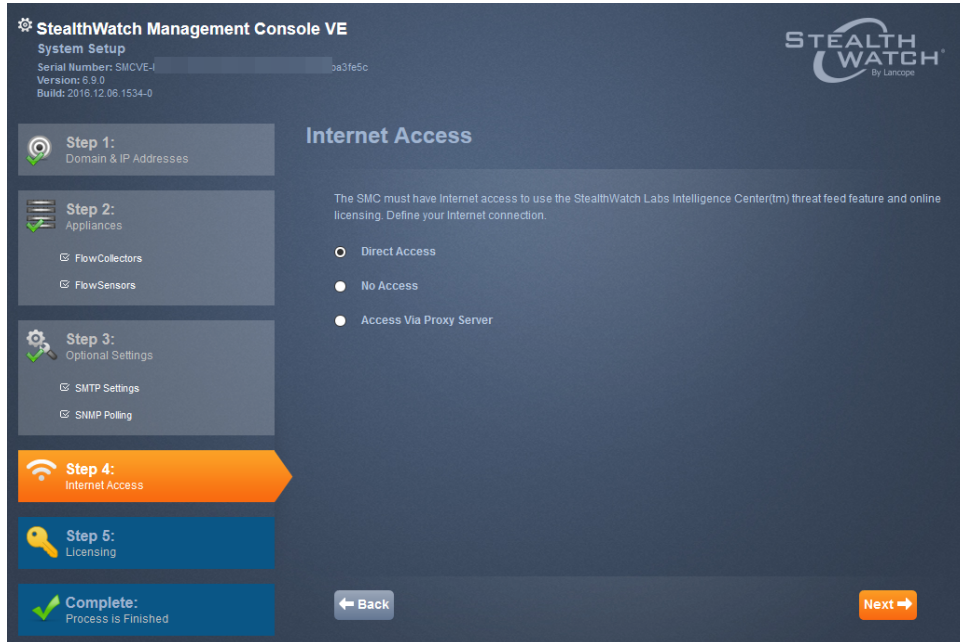 StealthWatch Management Console VE
System Setup
Serial Number: SMCVE-
Version: 6.9.0
Build: 2016.12.06.1534-0
STEALTH
WATCH®
By Lancope
Step 1:
Domain & IP Addresses
Step 2:
Appliances
FlowCollectors
FlowSensors
Step 3:
Optional Settings
SMTP Settings
SNMP Polling
Step 4:
Internet Access
Step 5:
Licensing
Complete:
Process is Finished
Internet Access
The SMC must have Internet access to use the StealthWatch Labs Intelligence Center(tm) threat feed feature and online
licensing. Define your Internet connection.
Direct Access
No Access
Access Via Proxy Server
Back
Next